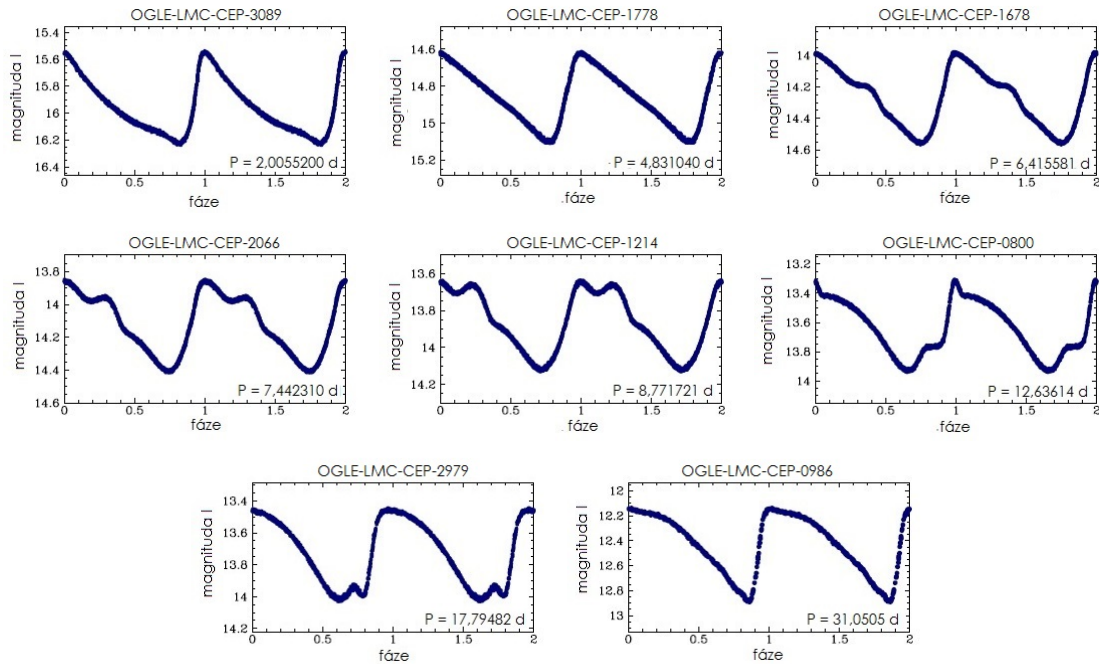 OGLE-LMC-CEP-3089
magnituda I
15.4
15.6
15.8
16
16.2
16.4
P = 2,0055200 d
0 0.5 1 1.5 2
fáze
OGLE-LMC-CEP-1778
magnituda I
14.6
14.8
15.0
15.2
P = 4,831040 d
0 0.5 1 1.5 2
.fáze
OGLE-LMC-CEP-1678
magnituda I
14
14.2
14.4
14.6
P = 6,415581 d
0 0.5 1 1.5 2
fáze
OGLE-LMC-CEP-2066
magnituda I
13.8
14
14.2
14.4
14.6
P = 7,442310 d
0 0.5 1 1.5 2
fáze
OGLE-LMC-CEP-1214
magnituda I
13.6
13.8
14
14.2
P = 8,771721 d
0 0.5 1 1.5 2
. fáze
OGLE-LMC-CEP-0800
magnituda I
13.2
13.4
13.6
13.8
14
P = 12,63614 d
0 0.5 1 1.5 2
.fáze
OGLE-LMC-CEP-2979
magnituda I
13.4
13.6
13.8
14
14.2
P = 17,79482 d
0 0.5 1 1.5 2
fáze
OGLE-LMC-CEP-0986
magnituda I
12
12.2
12.4
12.6
12.8
13
P = 31,0505 d
0 0.5 1 1.5 2
fáze